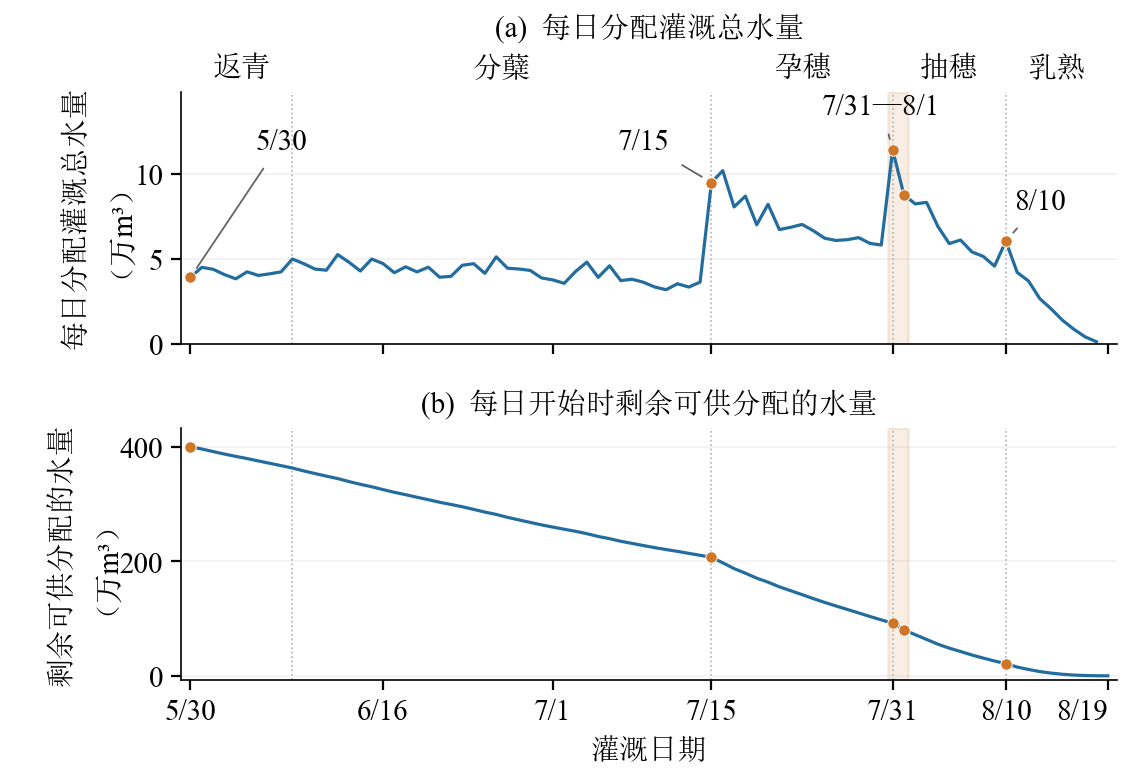 (a) 每日分配灌溉总水量
返青 分蘖 孕穗 抽穗 乳熟
7/31—8/1
5/30 7/15
8/10
每日分配灌溉总水量
（万m³）
10
5
0
(b) 每日开始时剩余可供分配的水量
剩余可供分配的水量
（万m³）
400
200
0
5/30 6/16 7/1 7/15 7/31 8/10 8/19
灌溉日期